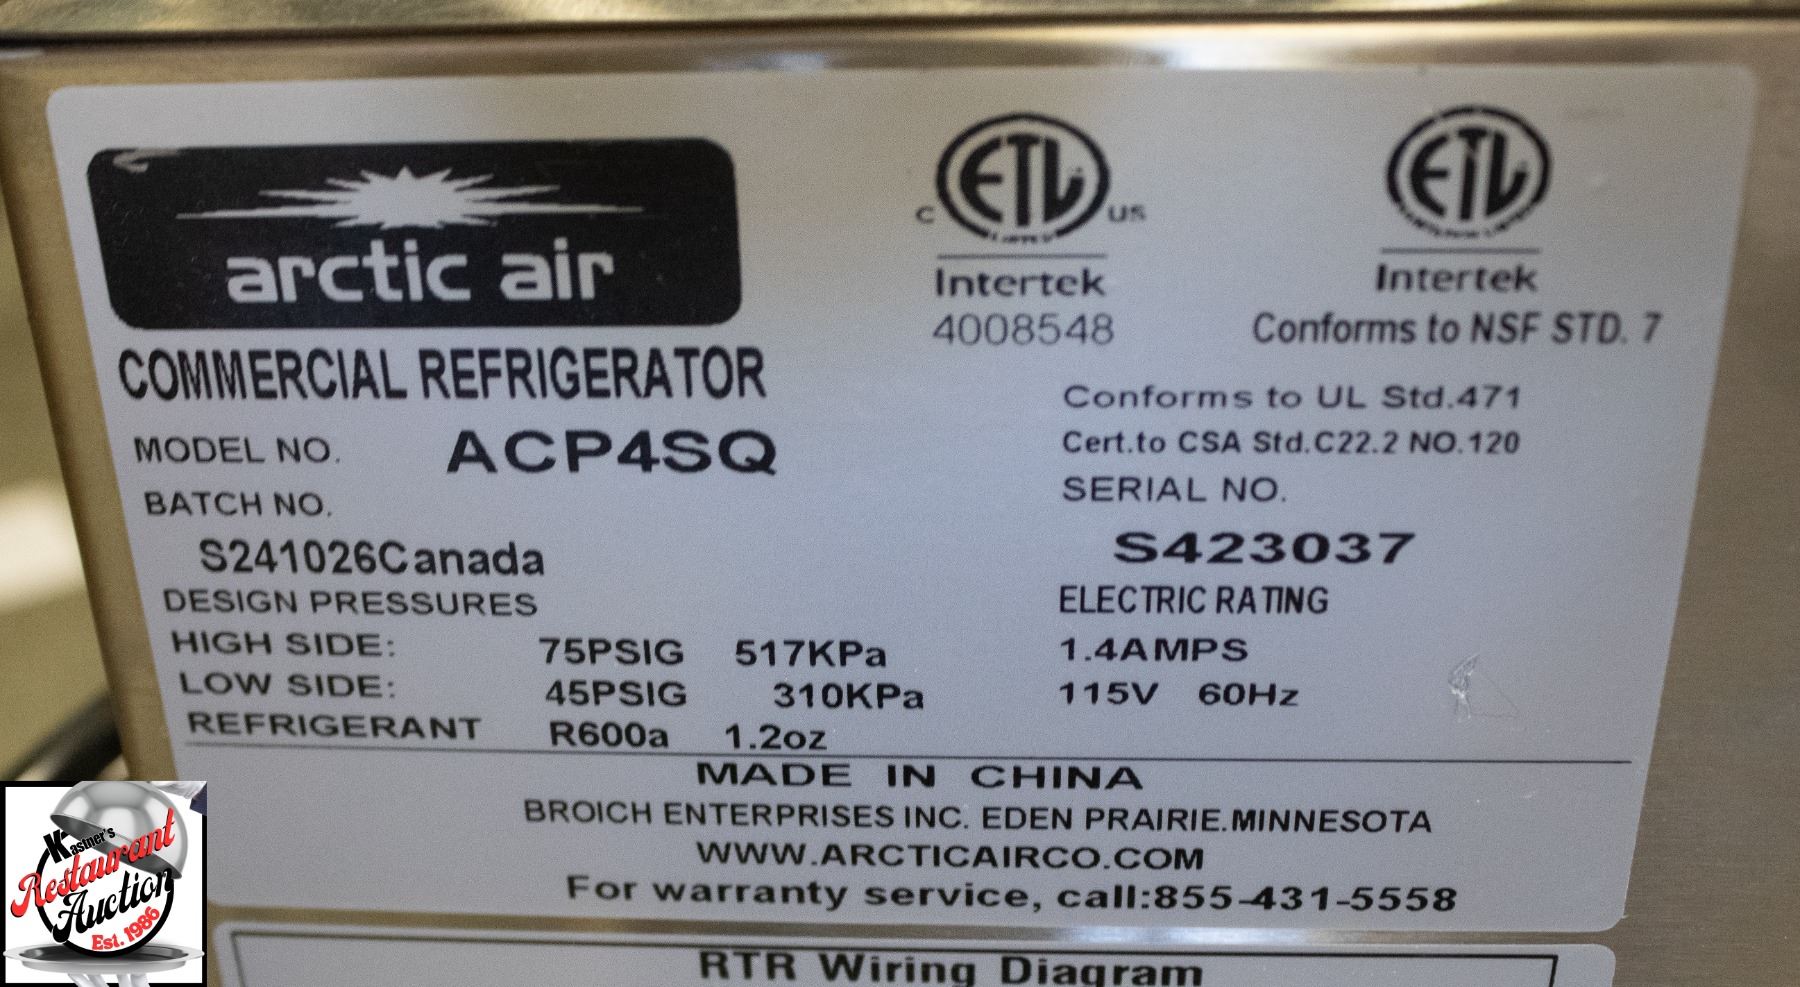 arctic air
COMMERCIAL REFRIGERATOR
MODEL NO. ACP4SQ
BATCH NO.
S241026Canada
DESIGN PRESSURES
HIGH SIDE: 75PSIG 517KPa
LOW SIDE: 45PSIG 310KPa
REFRIGERANT R600a 1.2oz
C ETL US
LISTED
Intertek
4008548
ETL
Intertek
Conforms to NSF STD. 7
Conforms to UL Std.471
Cert.to CSA Std.C22.2 NO.120
SERIAL NO.
S423037
ELECTRIC RATING
1.4AMPS
115V 60Hz
MADE IN CHINA
BROICH ENTERPRISES INC. EDEN PRAIRIE.MINNESOTA
WWW.ARCTICAIRCO.COM
For warranty service, call:855-431-5558
RTR Wiring Diagram
Kastner's
Restaurant
Auction
Est. 1986